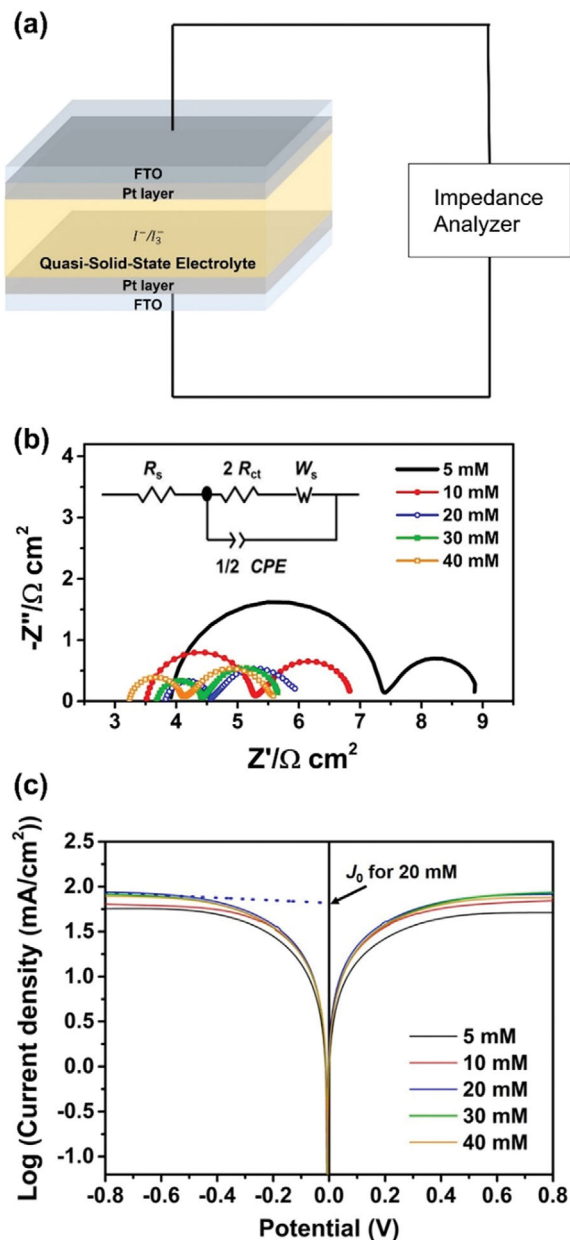 (a)
FTO
Pt layer
I⁻/I₃⁻
Quasi-Solid-State Electrolyte
Pt layer
FTO
Impedance
Analyzer
(b)
4
3
2
1
0
-Z''/Ω cm²
Rs
2 Rct
Ws
1/2 CPE
5 mM
10 mM
20 mM
30 mM
40 mM
3 4 5 6 7 8 9
Z'/Ω cm²
(c)
2.5
2.0
1.5
1.0
0.5
0.0
-0.5
-1.0
Log (Current density (mA/cm²))
J₀ for 20 mM
5 mM
10 mM
20 mM
30 mM
40 mM
-0.8 -0.6 -0.4 -0.2 0.0 0.2 0.4 0.6 0.8
Potential (V)